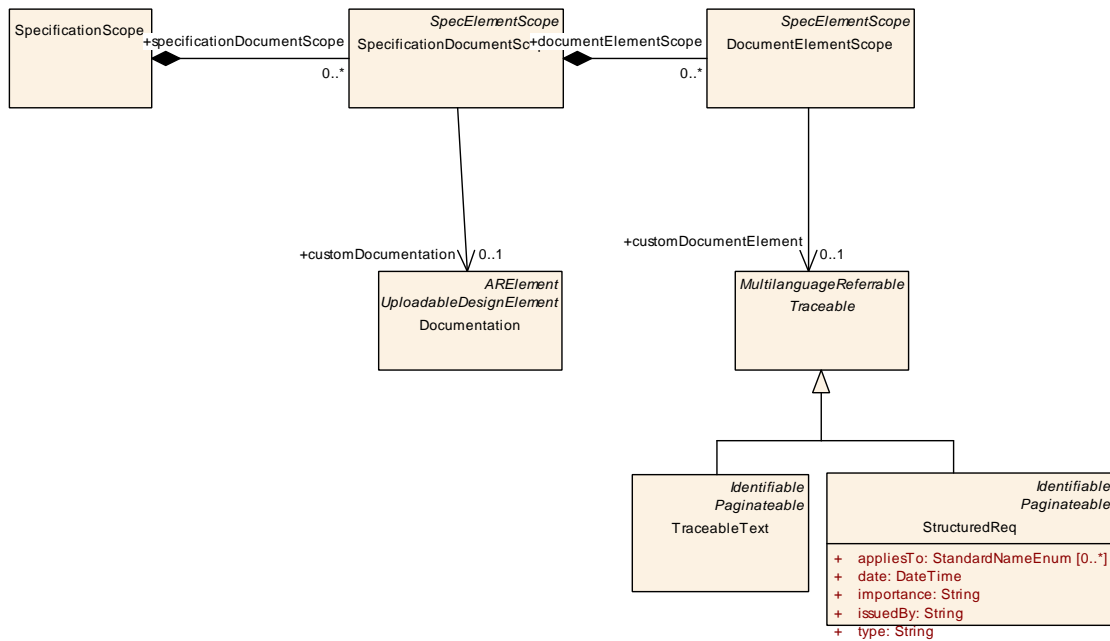 SpecificationScope
+specificationDocumentScope
0..*
SpecElementScope
SpecificationDocumentSc
+documentElementScope
0..*
SpecElementScope
DocumentElementScope
+customDocumentation
0..1
+customDocumentElement
0..1
ARElement
UploadableDesignElement
Documentation
MultilanguageReferrable
Traceable
Identifiable
Paginateable
TraceableText
Identifiable
Paginateable
StructuredReq
+ appliesTo: StandardNameEnum [0..*]
+ date: DateTime
+ importance: String
+ issuedBy: String
+ type: String